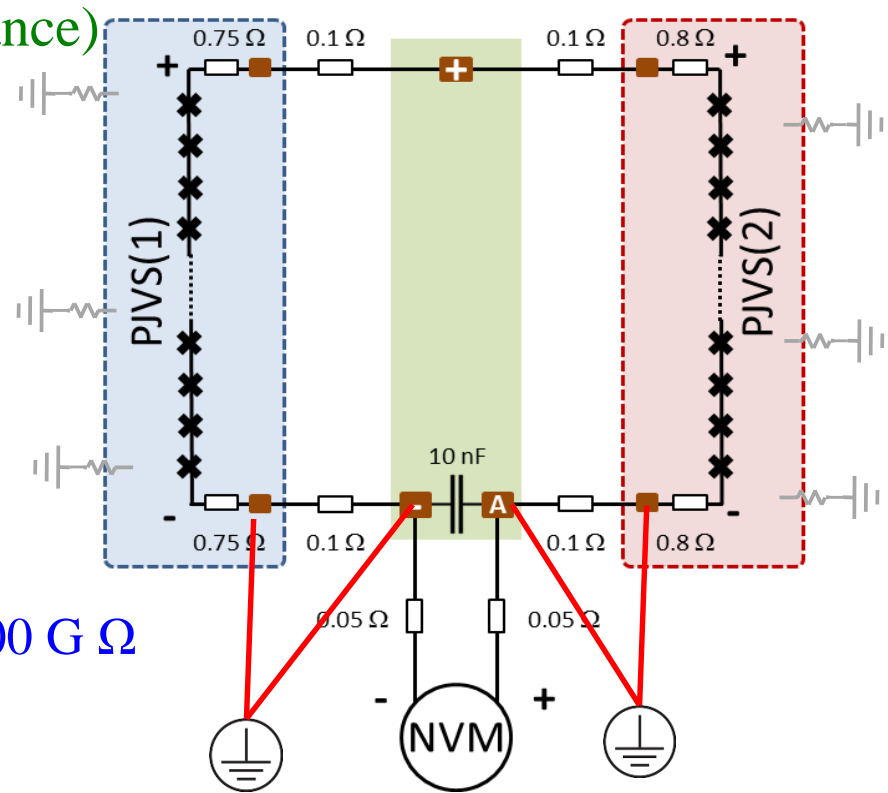 ance)
0.75 Ω 0.1 Ω 0.1 Ω 0.8 Ω
+ + +
PJVS(1)
PJVS(2)
10 nF
- - A -
0.75 Ω 0.1 Ω 0.1 Ω 0.8 Ω
0.05 Ω 0.05 Ω
00 G Ω
- +
NVM